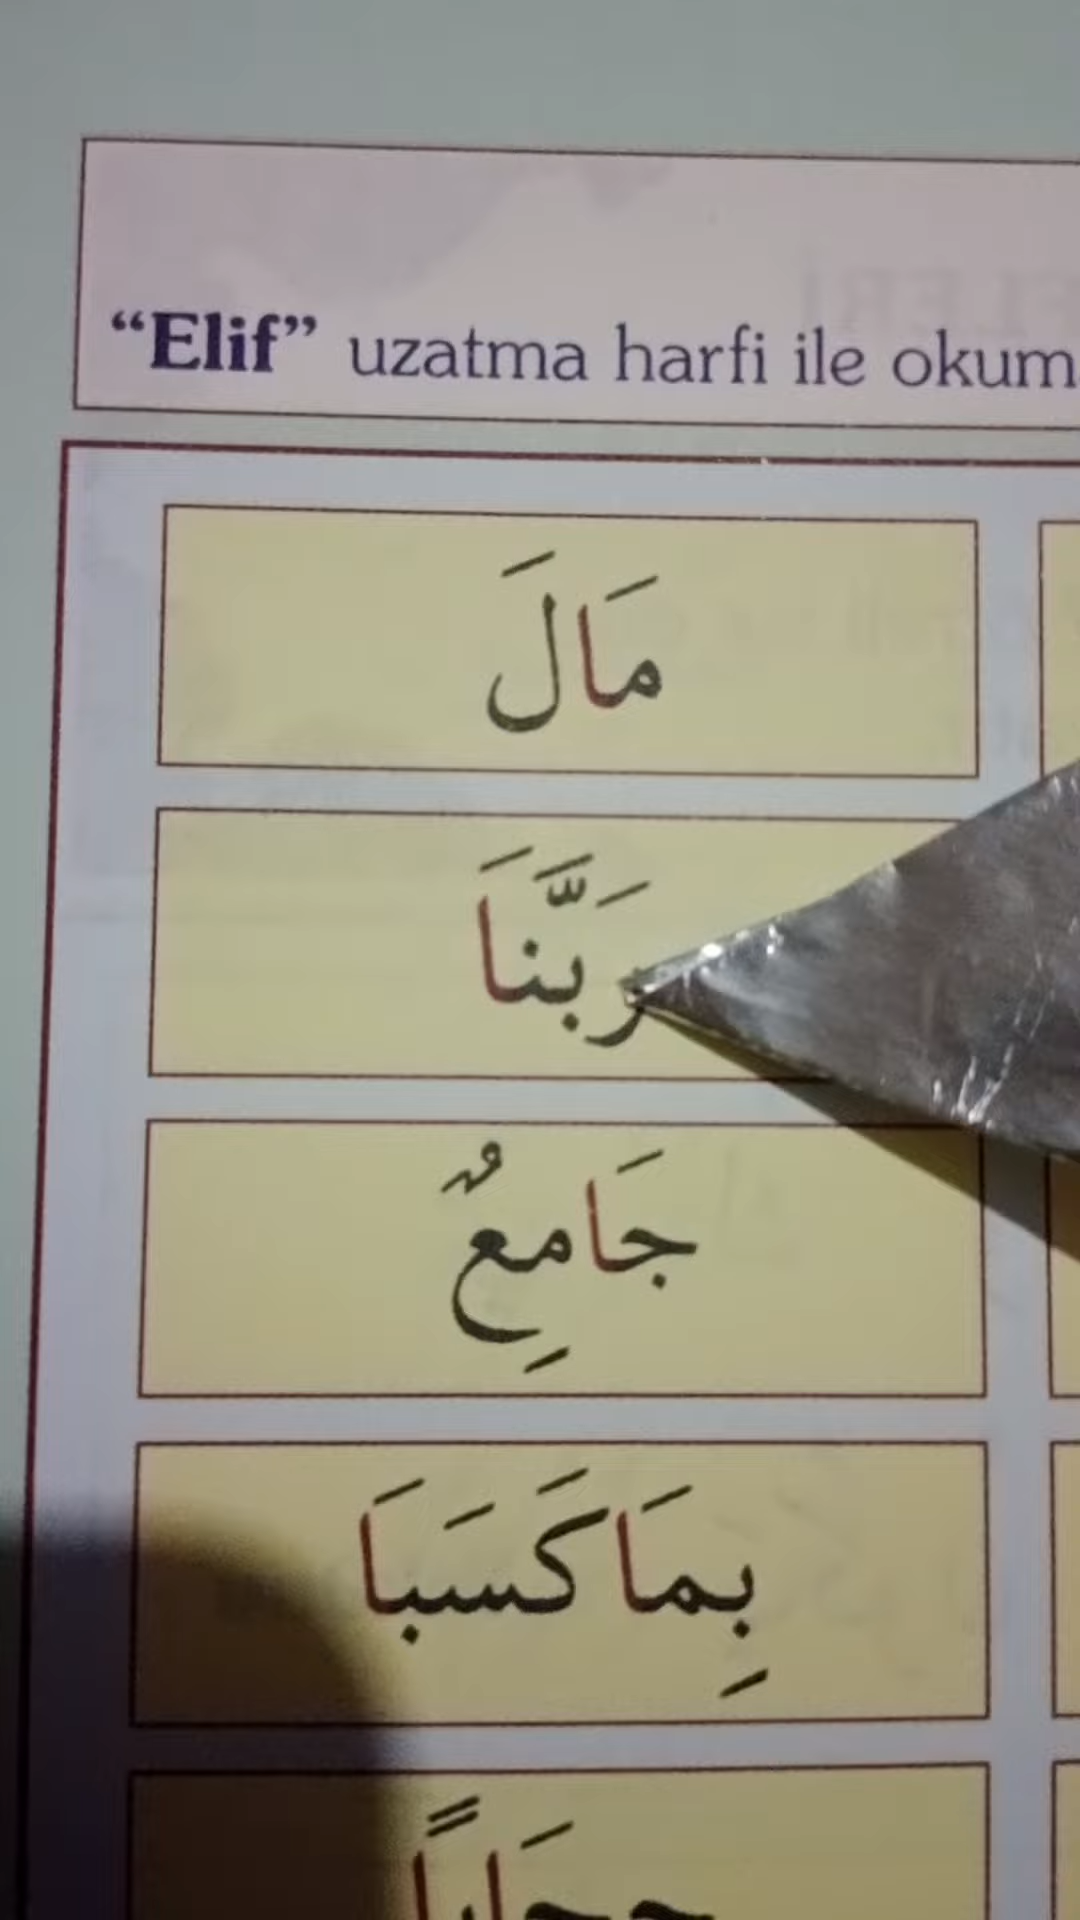 “Elif” uzatma harfi ile okum
مَالَ
رَبَّنَا
جَامِعٌ
بِمَا كَسَبَا